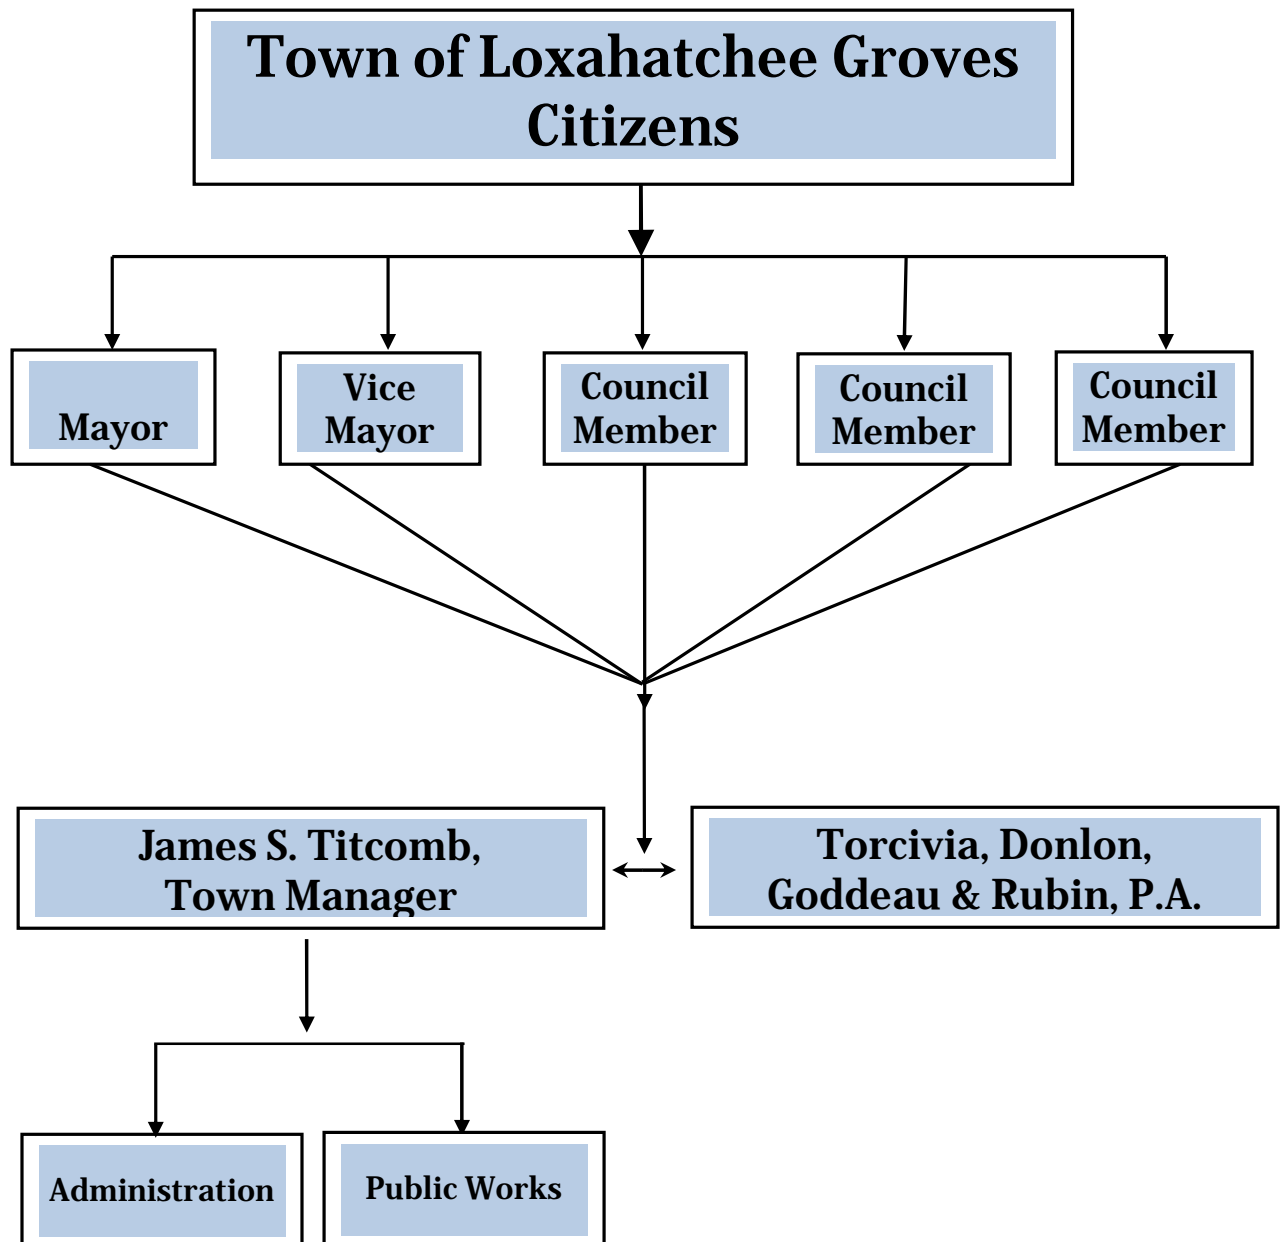 Town of Loxahatchee Groves
Citizens
Mayor
Vice
Mayor
Council
Member
Council
Member
Council
Member
James S. Titcomb,
Town Manager
Torcivia, Donlon,
Goddeau & Rubin, P.A.
Administration
Public Works